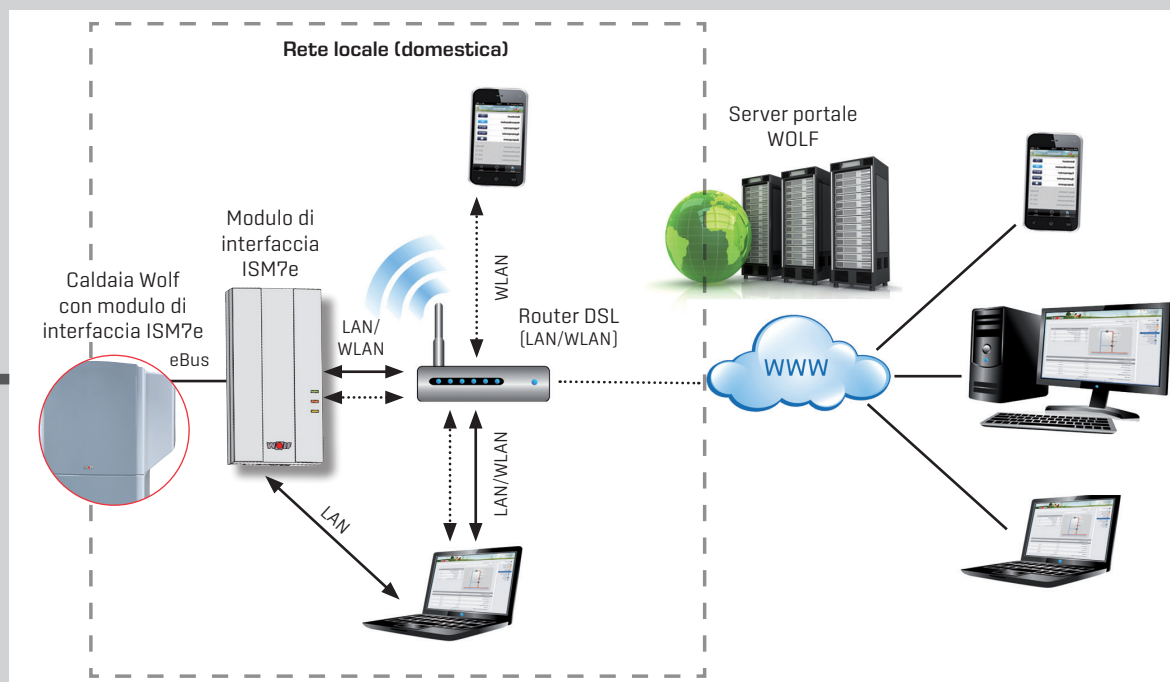 Rete locale (domestica)
Server portale
WOLF
Modulo di
interfaccia
ISM7e
Caldaia Wolf
con modulo di
interfaccia ISM7e
eBus
LAN/
WLAN
WLAN
Router DSL
(LAN/WLAN)
WWW
LAN/WLAN
LAN
WOLF